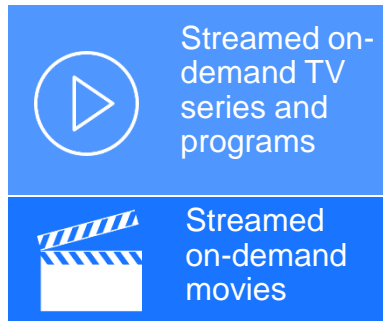 Streamed on-
demand TV
series and
programs
Streamed
on-demand
movies